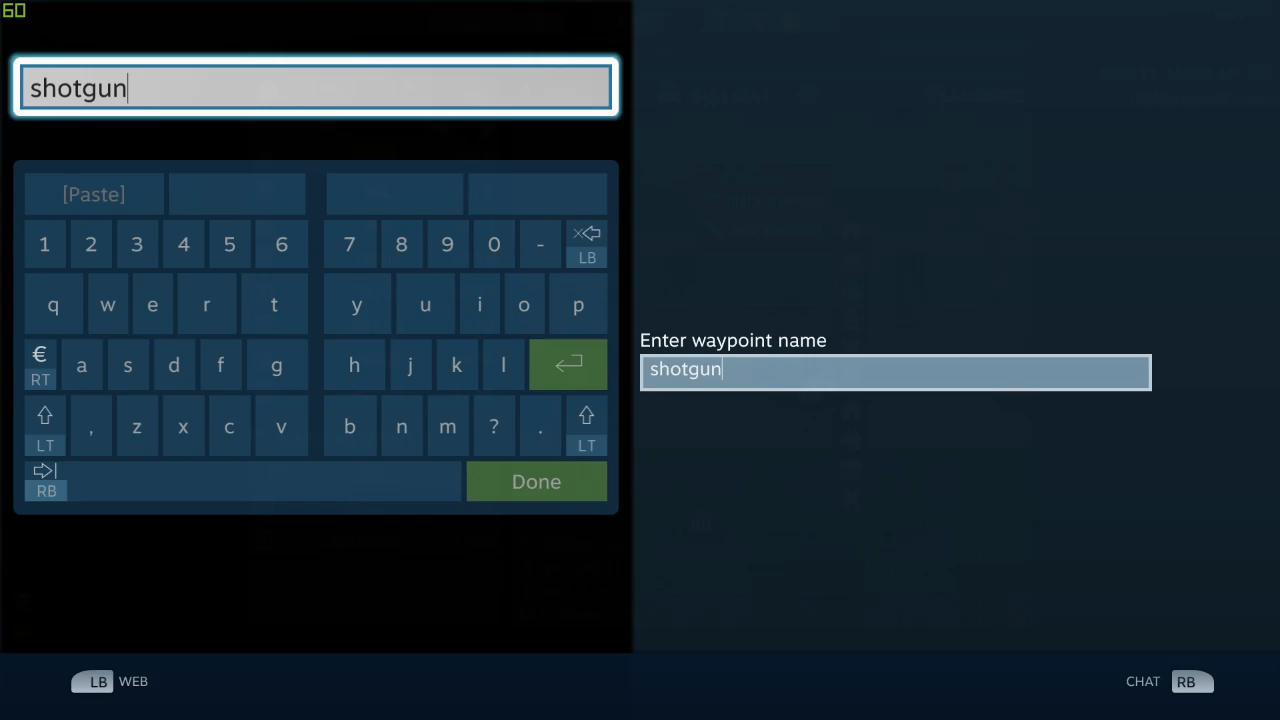 60
shotgun
[Paste]
1 2 3 4 5 6 7 8 9 0 -
LB
q w e r t y u i o p
€ a s d f g h j k l
RT
, z x c v b n m ? .
LT LT
RB
Done
Enter waypoint name
shotgun
LB WEB
CHAT RB